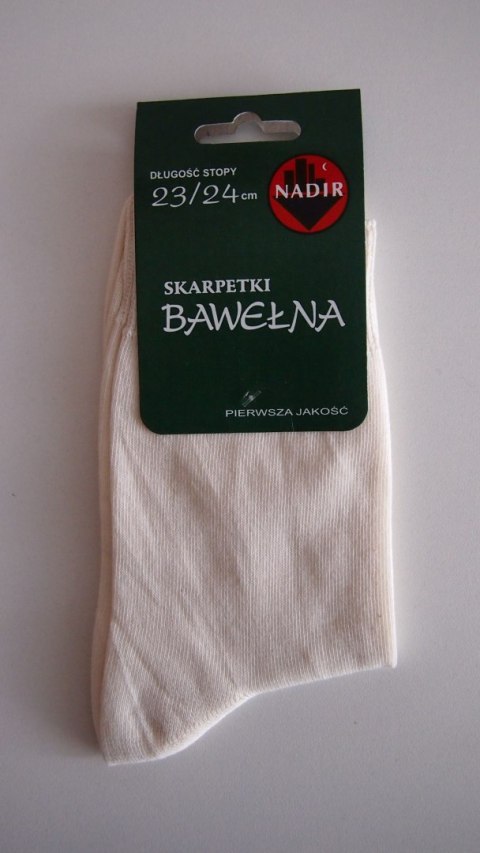 DŁUGOŚĆ STOPY
23/24 cm
NADIR
SKARPETKI
BAWEŁNA
PIERWSZA JAKOŚĆ